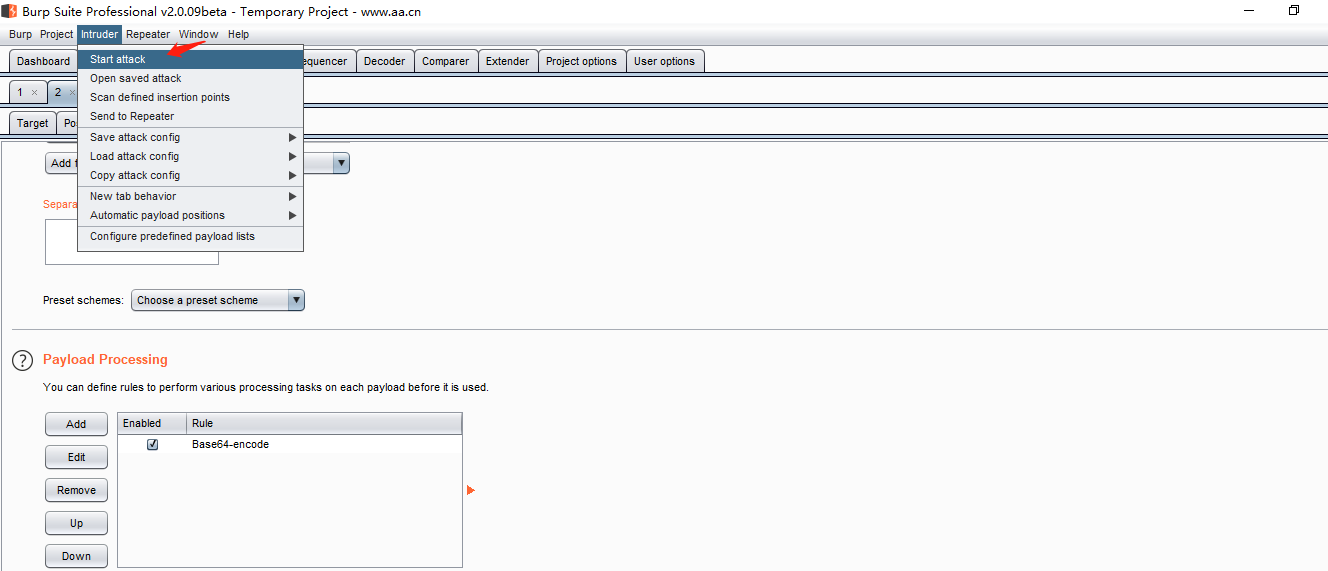 Burp Suite Professional v2.0.09beta - Temporary Project - www.aa.cn
Burp Project Intruder Repeater Window Help
Dashboard equencer Decoder Comparer Extender Project options User options
Start attack
Open saved attack
1 × 2 ×
Scan defined insertion points
Send to Repeater
Target Po
Save attack config
Load attack config
Add
Copy attack config
New tab behavior
Separa
Automatic payload positions
Configure predefined payload lists
Preset schemes: Choose a preset scheme
? Payload Processing
You can define rules to perform various processing tasks on each payload before it is used.
Add Enabled Rule
Base64-encode
Edit
Remove
Up
Down